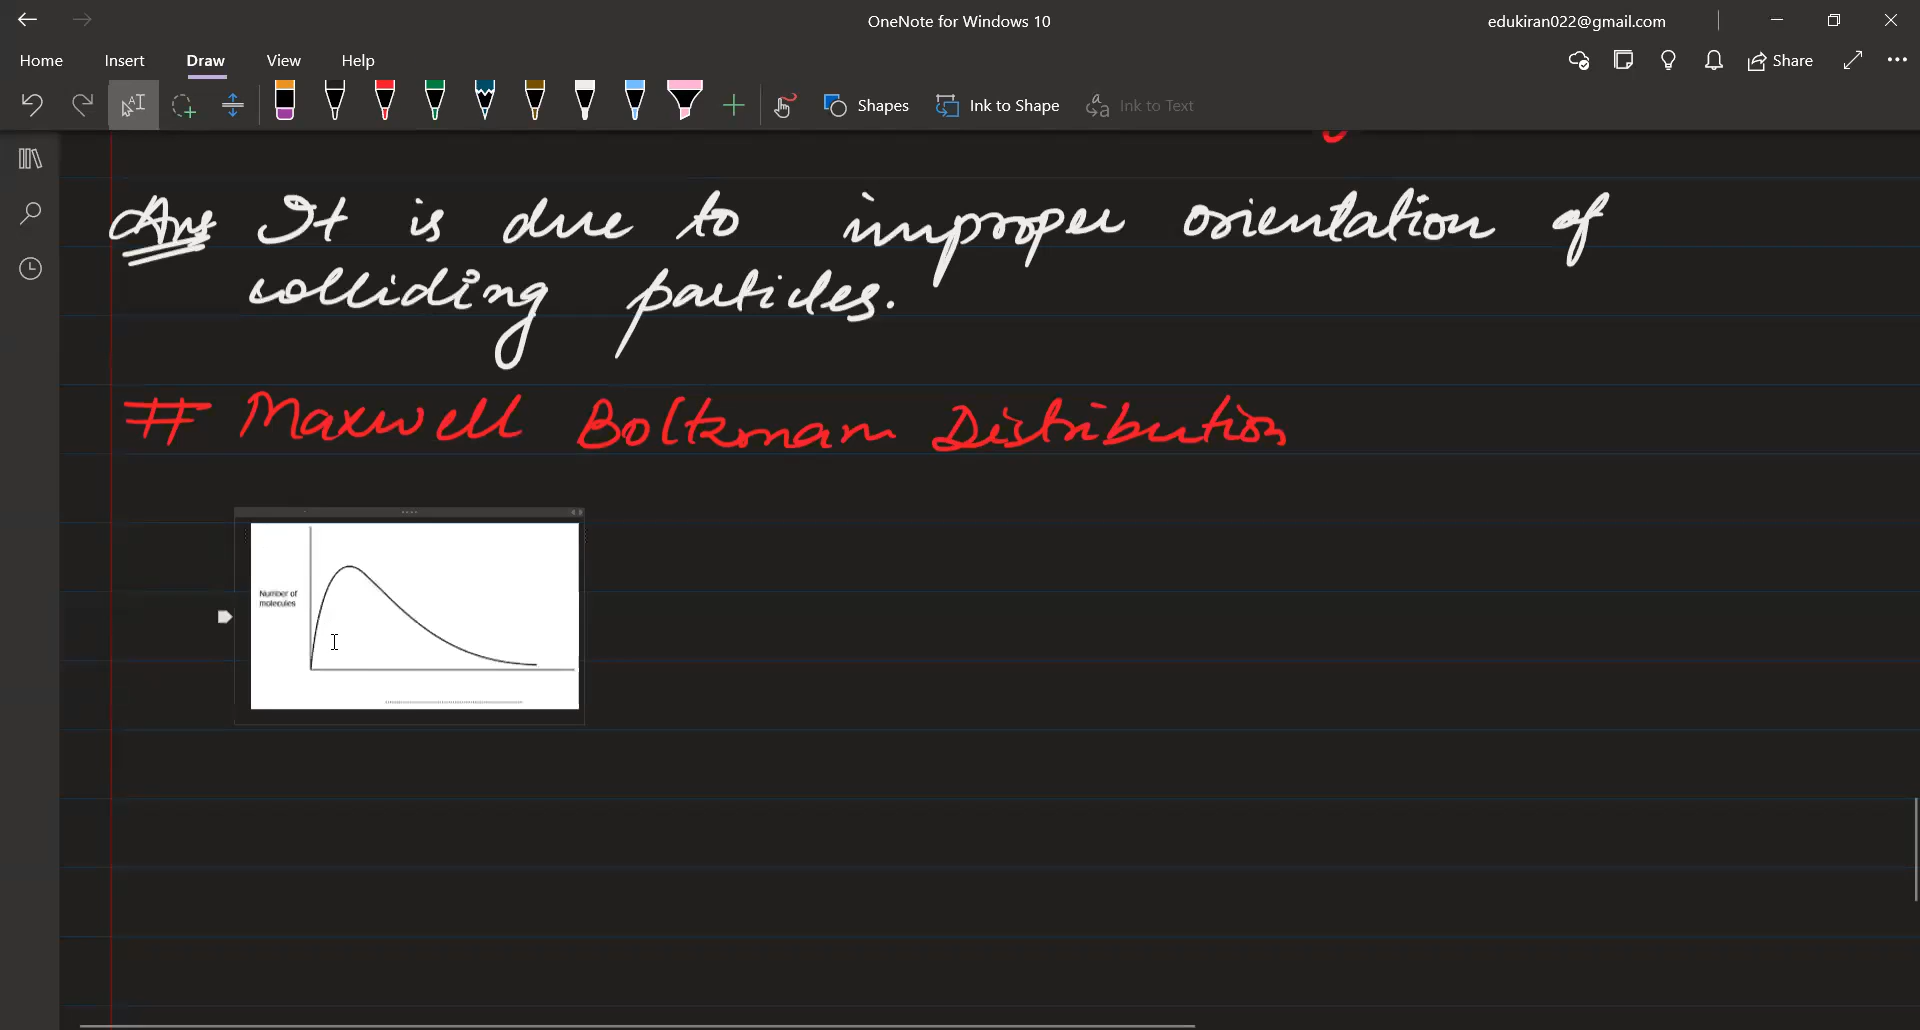 OneNote for Windows 10
edukiran022@gmail.com
Home Insert Draw View Help
Share
Shapes Ink to Shape Ink to Text
Ans It is due to improper orientation of
colliding particles.
# Maxwell Boltzmann Distribution
Number of
molecules